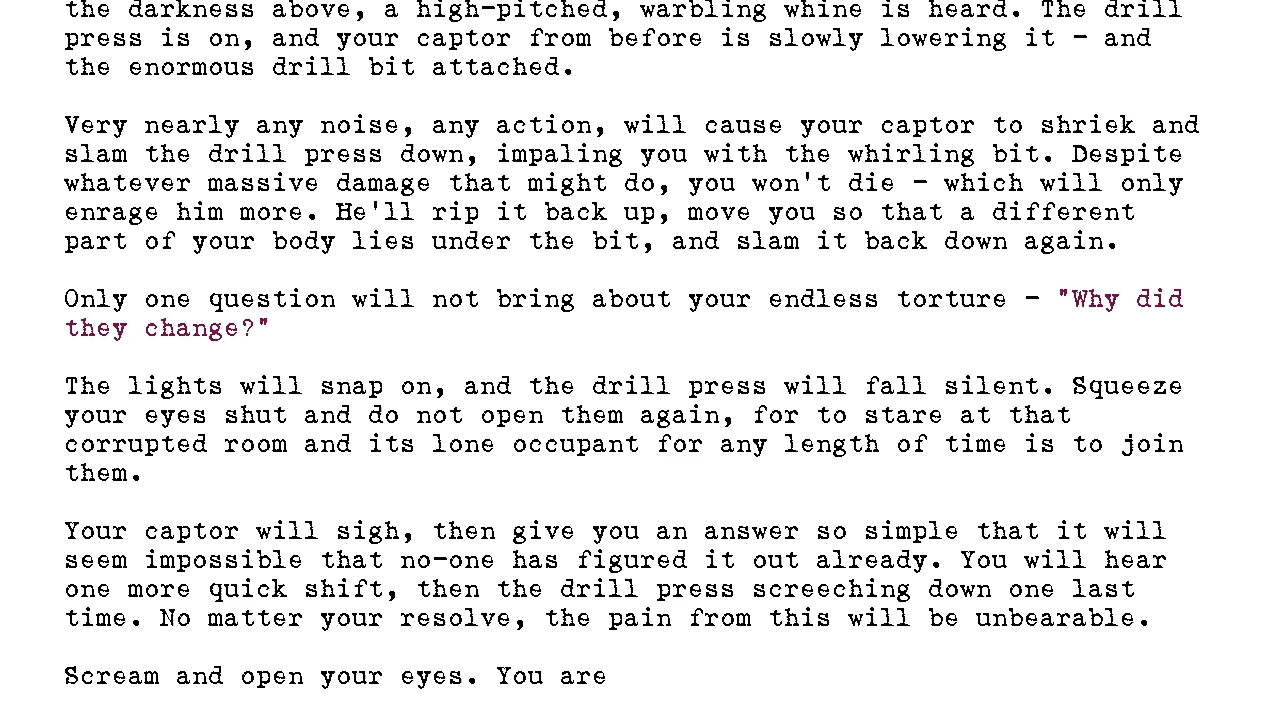 the darkness above, a high-pitched, warbling whine is heard. The drill
press is on, and your captor from before is slowly lowering it - and
the enormous drill bit attached.
Very nearly any noise, any action, will cause your captor to shriek and
slam the drill press down, impaling you with the whirling bit. Despite
whatever massive damage that might do, you won't die - which will only
enrage him more. He'll rip it back up, move you so that a different
part of your body lies under the bit, and slam it back down again.
Only one question will not bring about your endless torture - "Why did
they change?"
The lights will snap on, and the drill press will fall silent. Squeeze
your eyes shut and do not open them again, for to stare at that
corrupted room and its lone occupant for any length of time is to join
them.
Your captor will sigh, then give you an answer so simple that it will
seem impossible that no-one has figured it out already. You will hear
one more quick shift, then the drill press screeching down one last
time. No matter your resolve, the pain from this will be unbearable.
Scream and open your eyes. You are